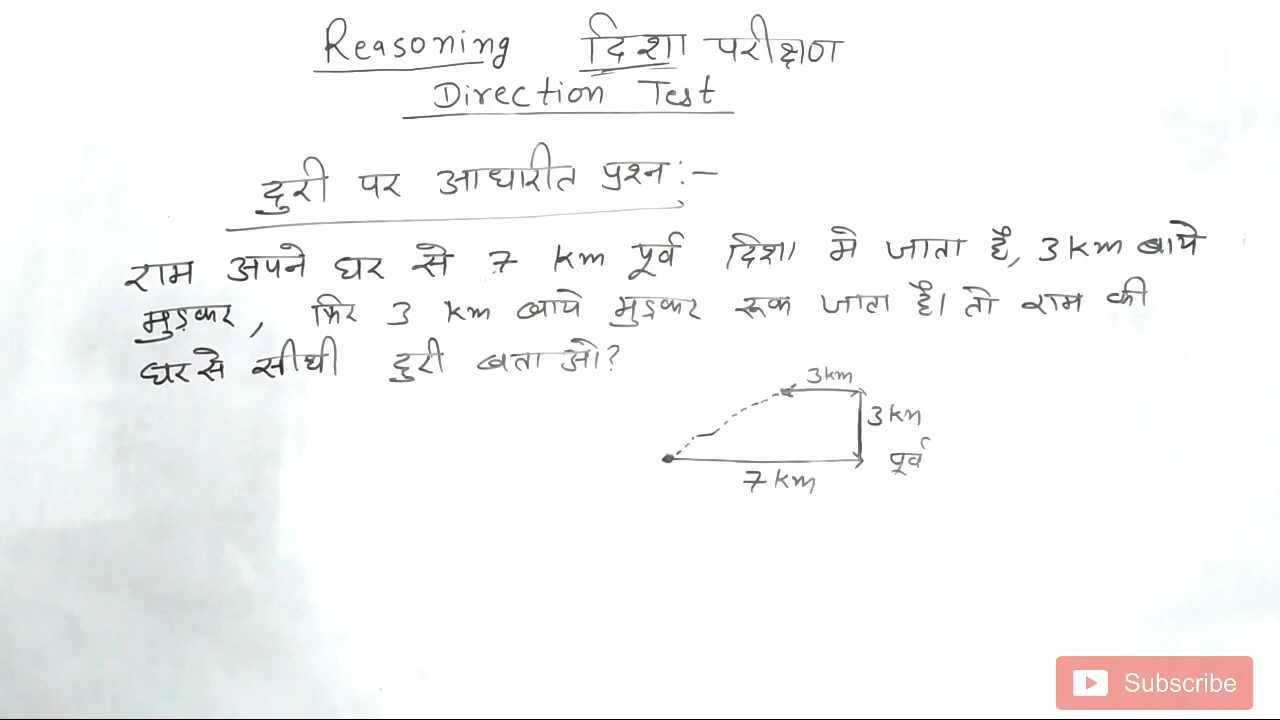 Reasoning दिशा परीक्षण
Direction Test
दुरी पर आधारीत प्रश्न :-
राम अपने घर से 7 km पूर्व दिशा मे जाता है, 3 km बाये
मुड़कर, फिर 3 km बाये मुड़कर रूक जाता है। तो राम की
घर से सीधी दुरी बताओ?
3km
3km
पूर्व
7 km
Subscribe